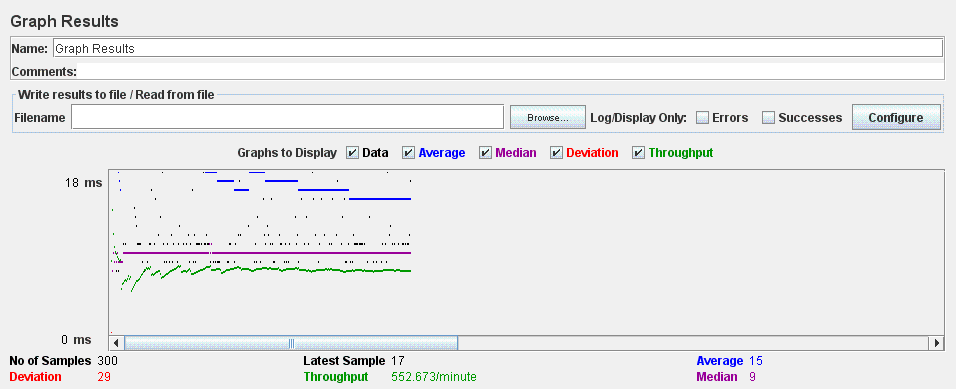 Graph Results
Name: Graph Results
Comments:
Write results to file / Read from file
Filename Browse... Log/Display Only: Errors Successes Configure
Graphs to Display Data Average Median Deviation Throughput
18 ms
0 ms
No of Samples 300 Latest Sample 17 Average 15
Deviation 29 Throughput 552.673/minute Median 9